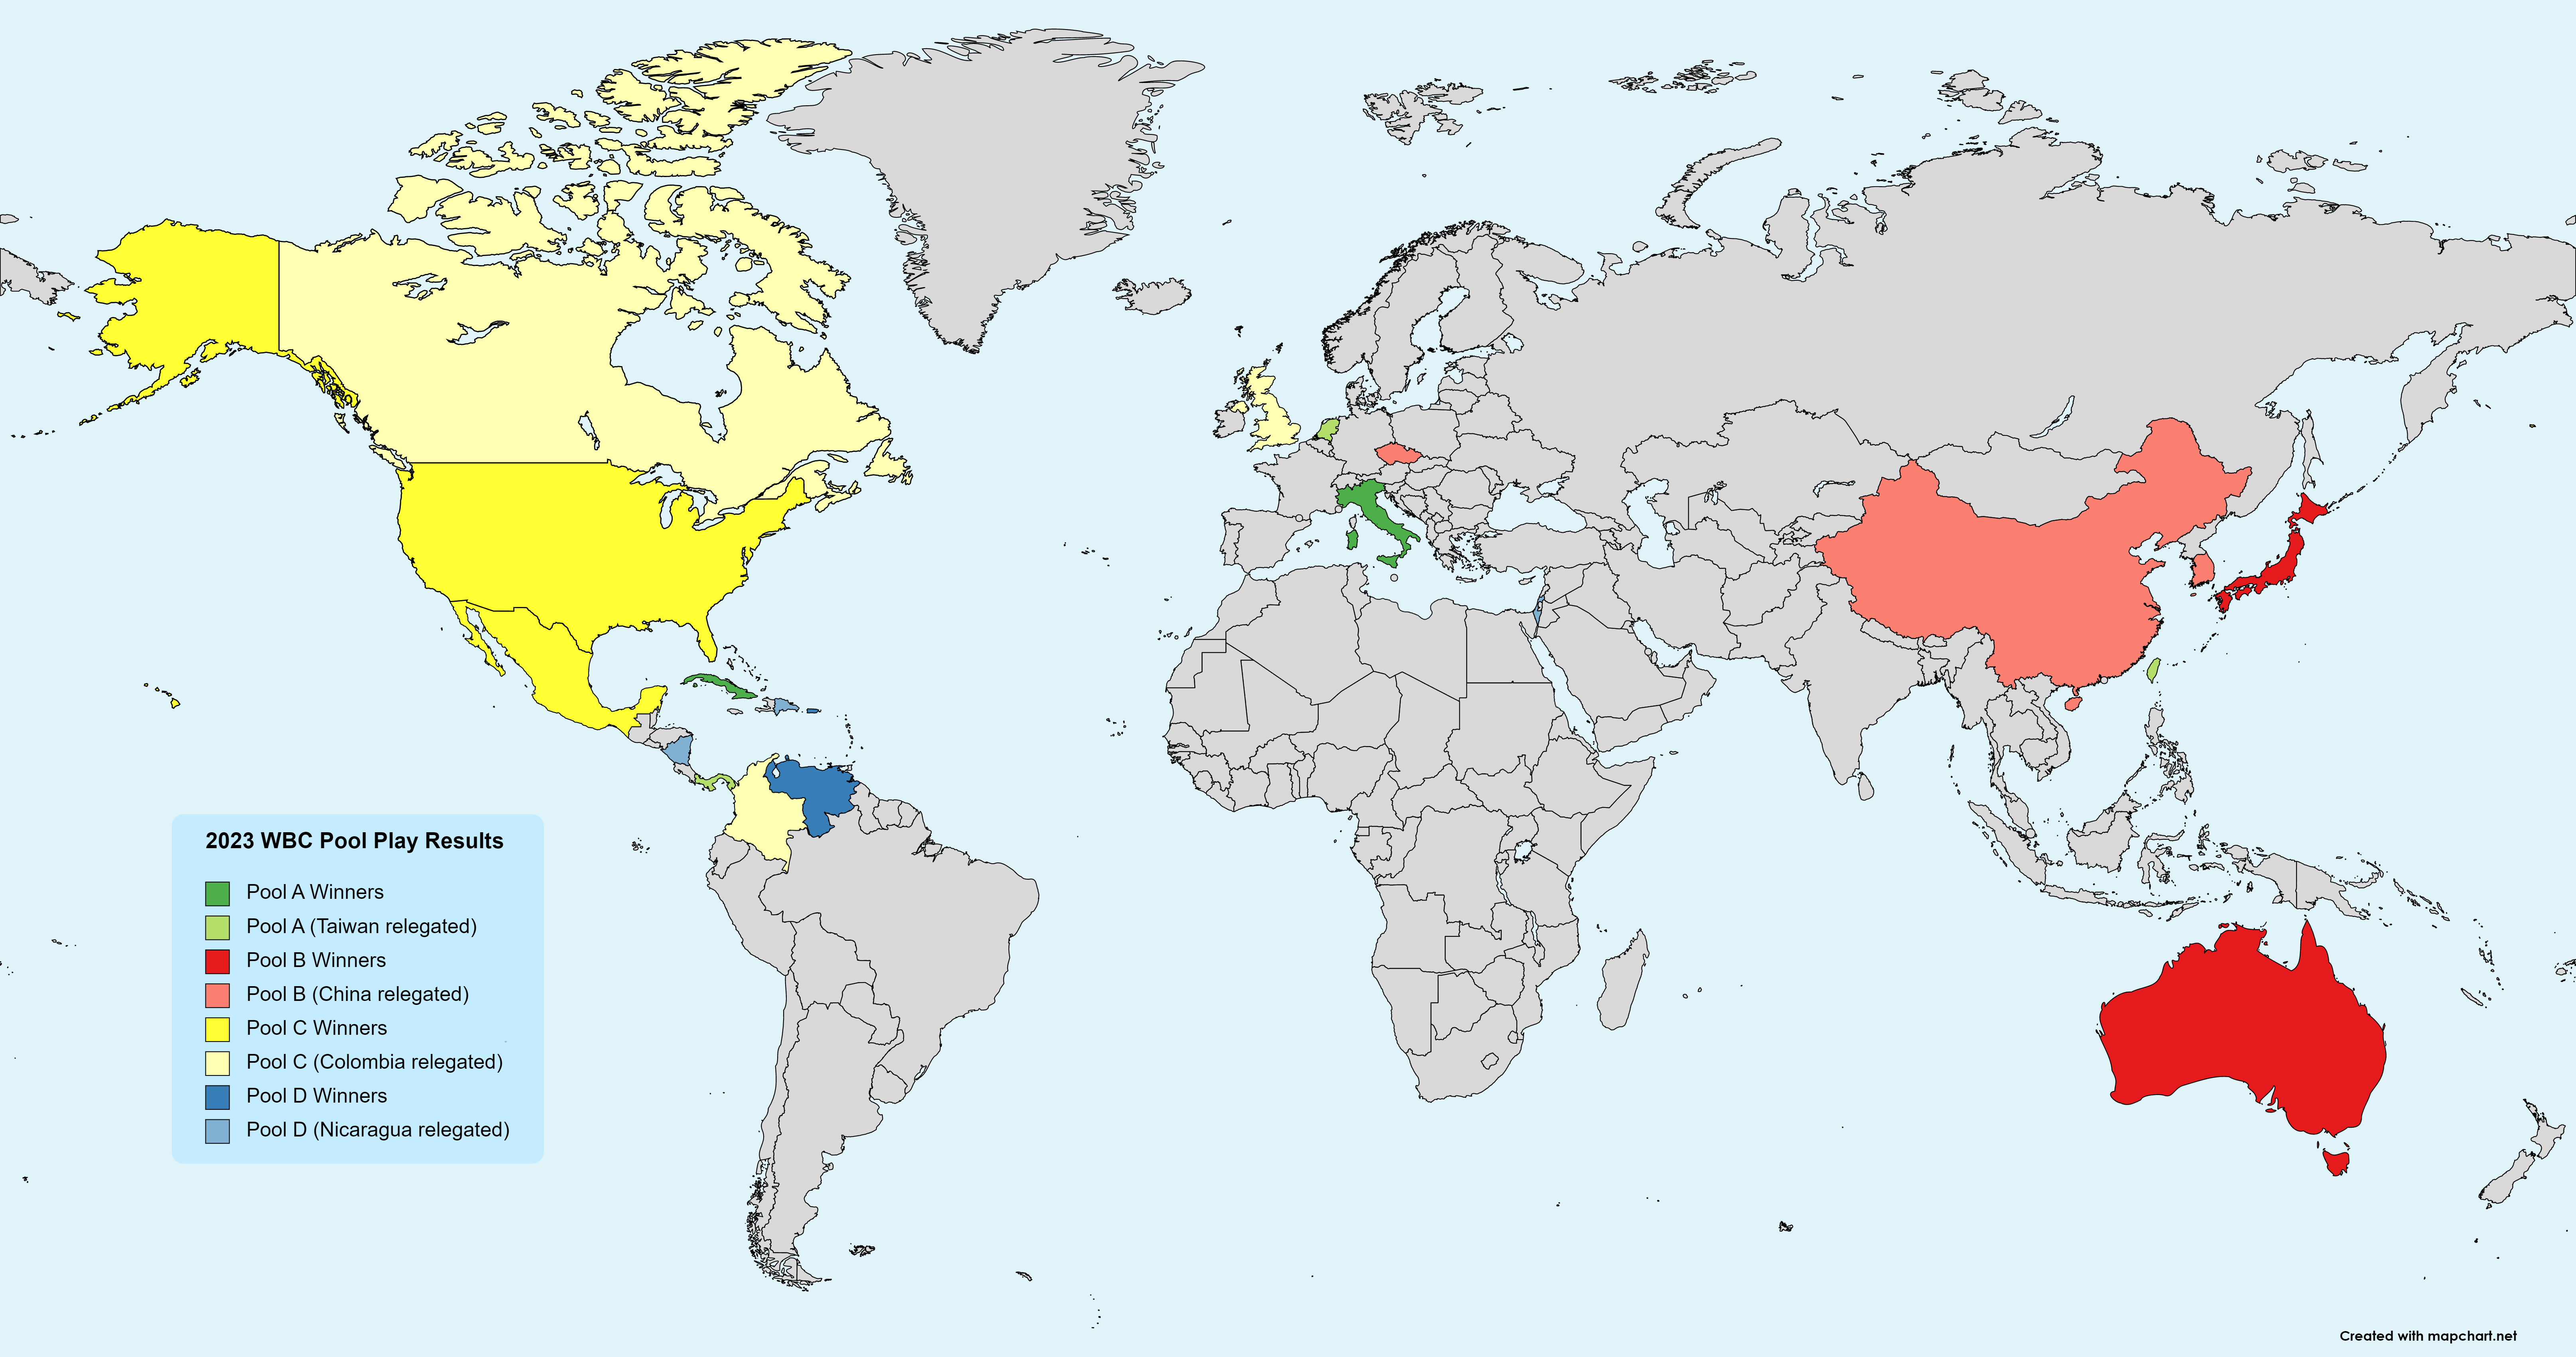 2023 WBC Pool Play Results
Pool A Winners
Pool A (Taiwan relegated)
Pool B Winners
Pool B (China relegated)
Pool C Winners
Pool C (Colombia relegated)
Pool D Winners
Pool D (Nicaragua relegated)
Created with mapchart.net